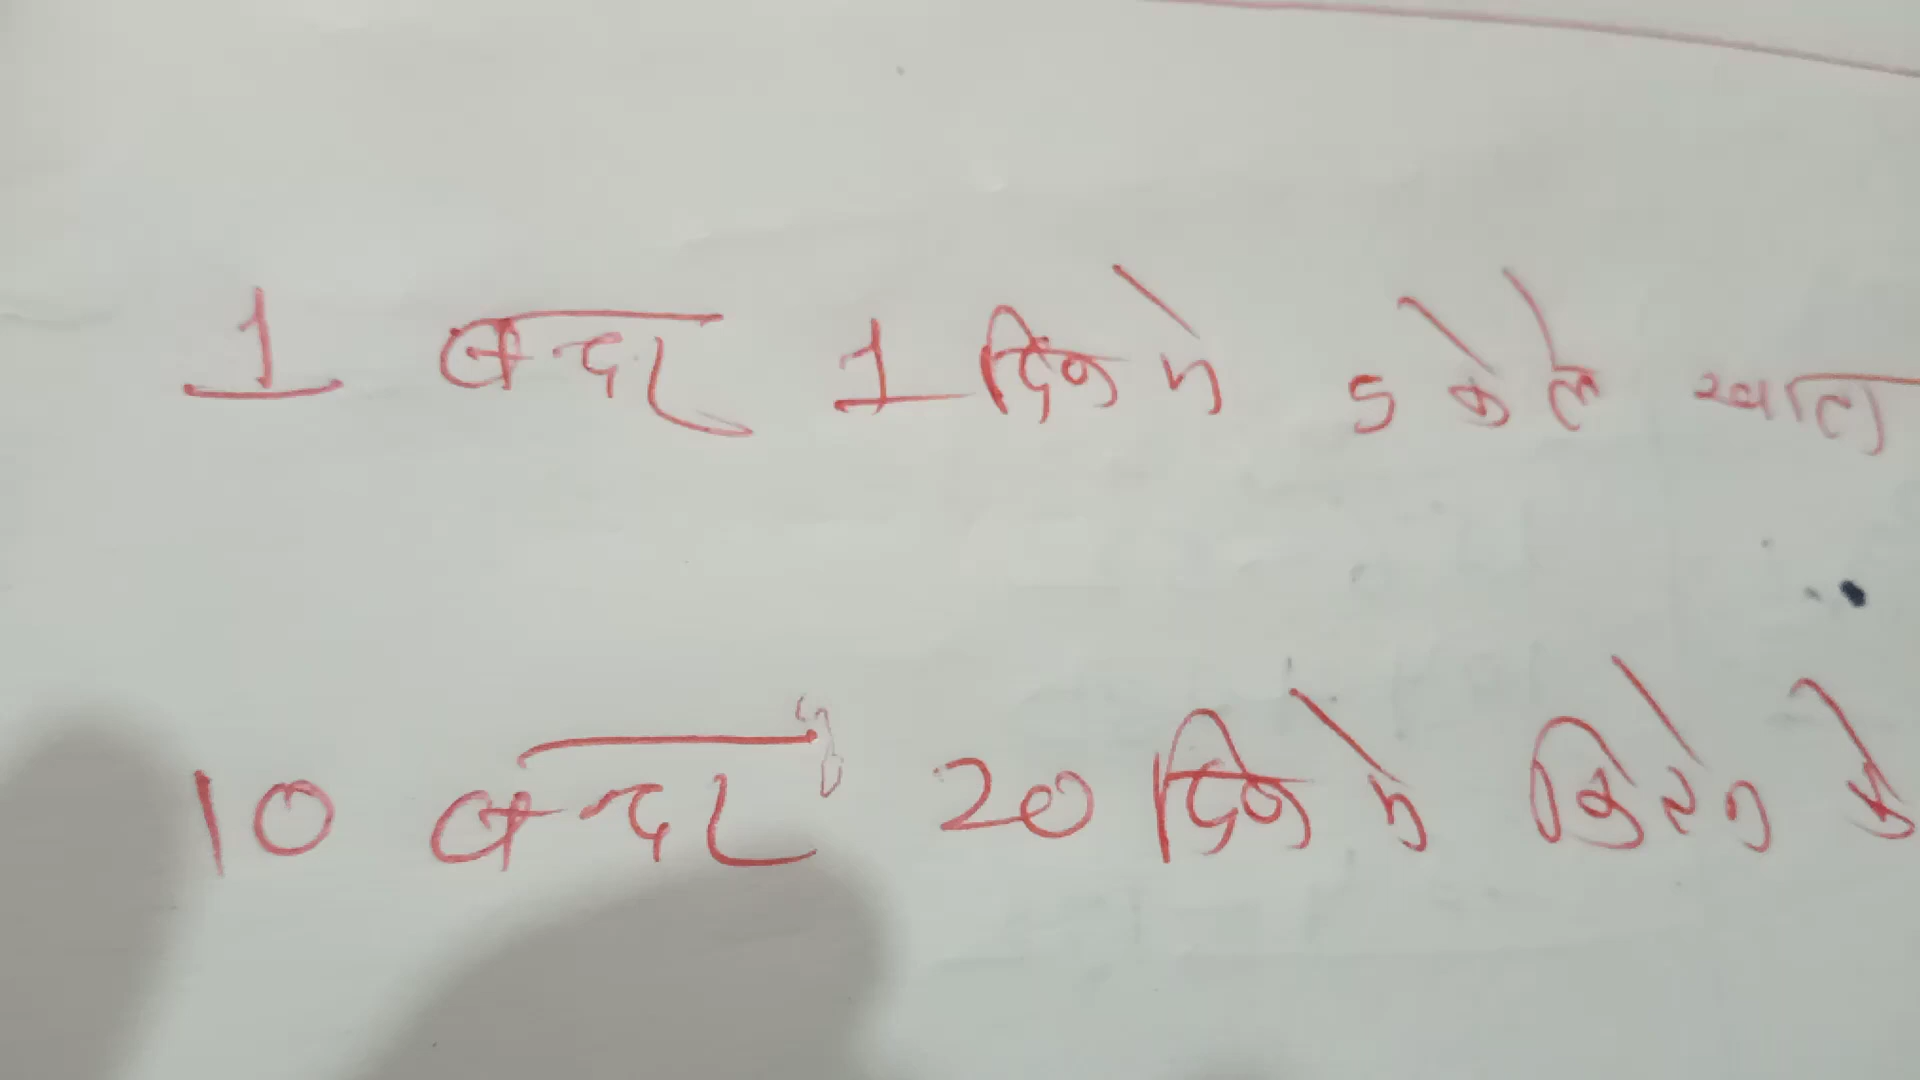 1 बन्दर 1 दिन मे 5 केले खाता
10 बन्दर 20 दिन मे कितने के